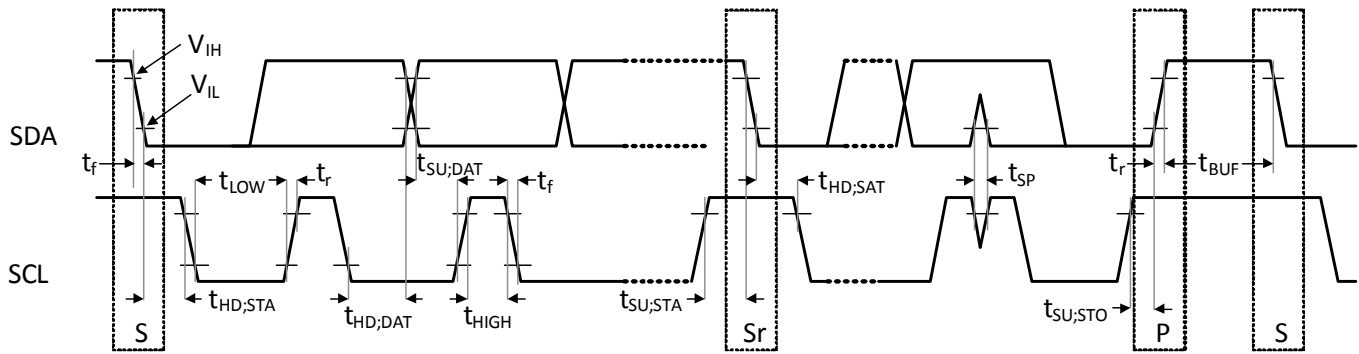 VIH
VIL
SDA
tf
tSU;DAT
tr
tBUF
tLOW
tr
tf
tHD;SAT
tSP
SCL
tHD;STA
tHD;DAT
tHIGH
tSU;STA
tSU;STO
S
Sr
P
S